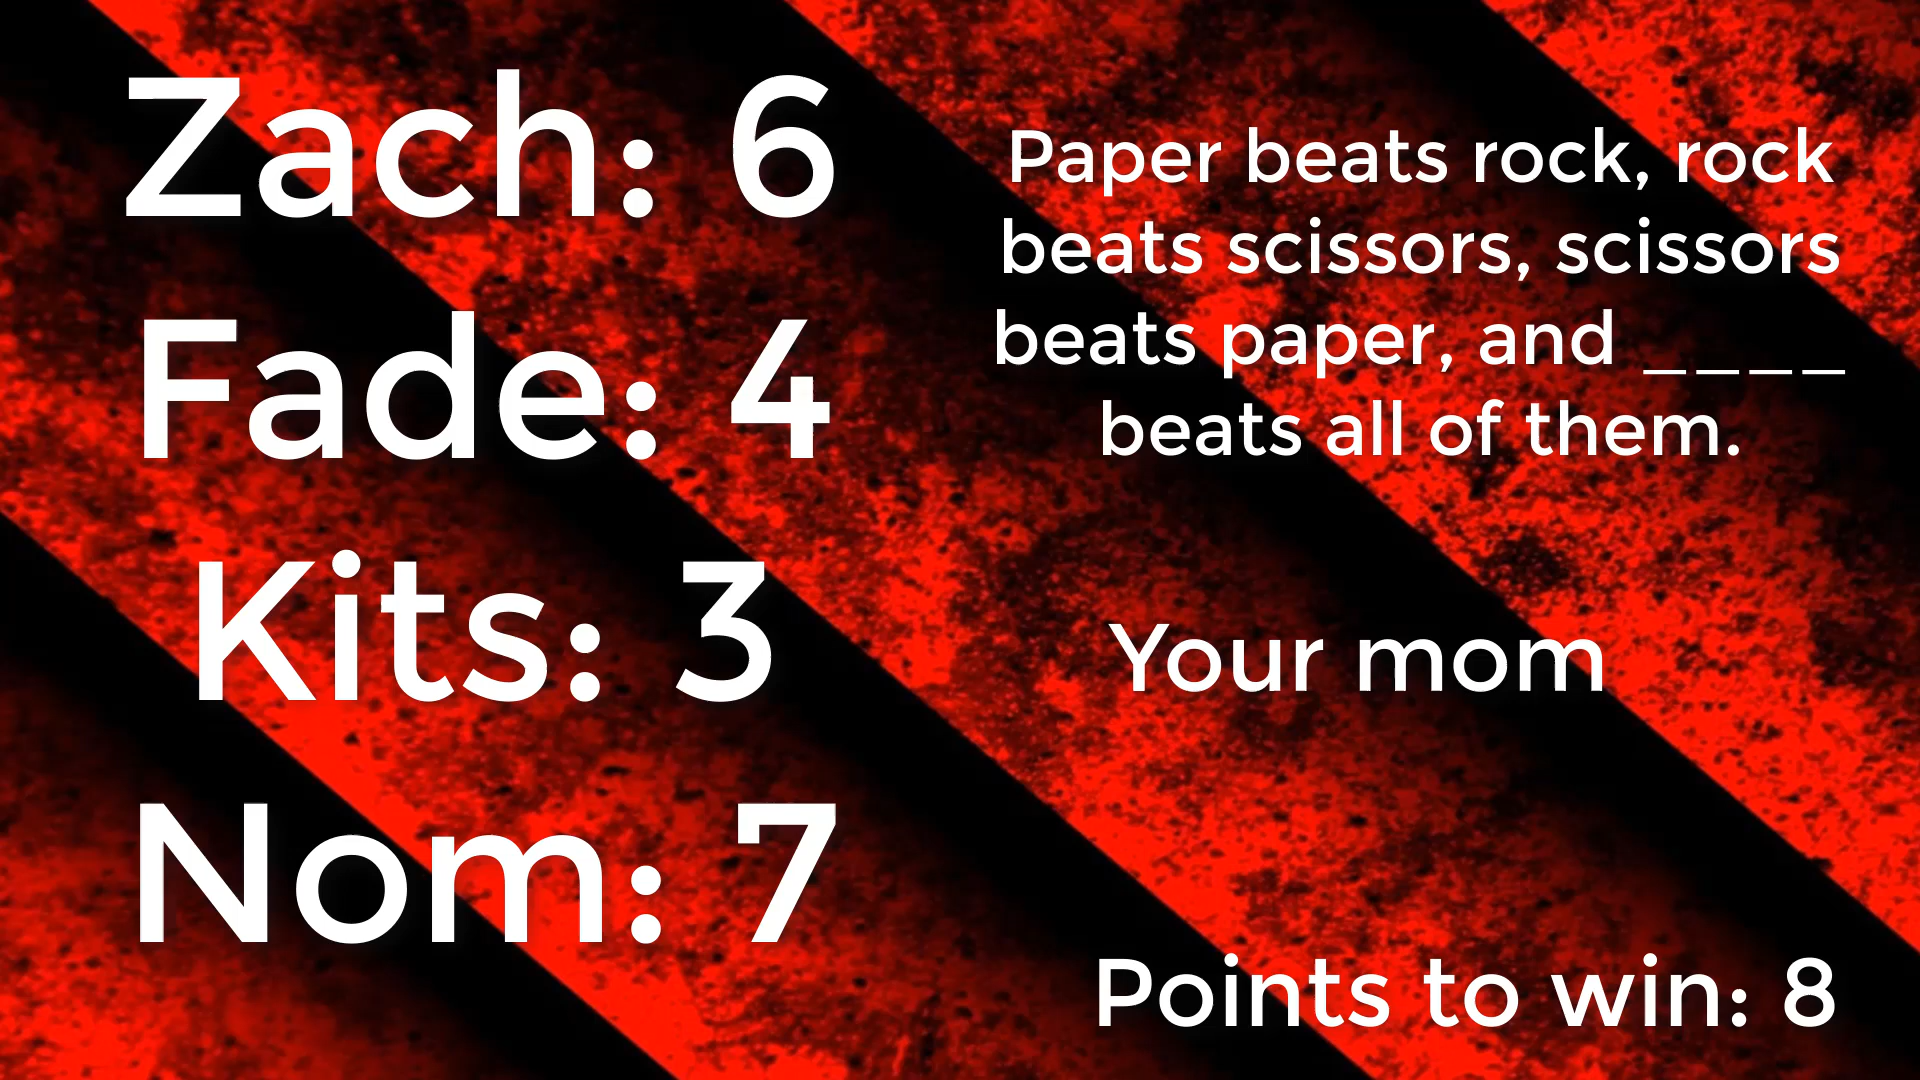 Zach: 6
Fade: 4
Kits: 3
Nom: 7
Paper beats rock, rock
beats scissors, scissors
beats paper, and _ _ _ _
beats all of them.
Your mom
Points to win: 8